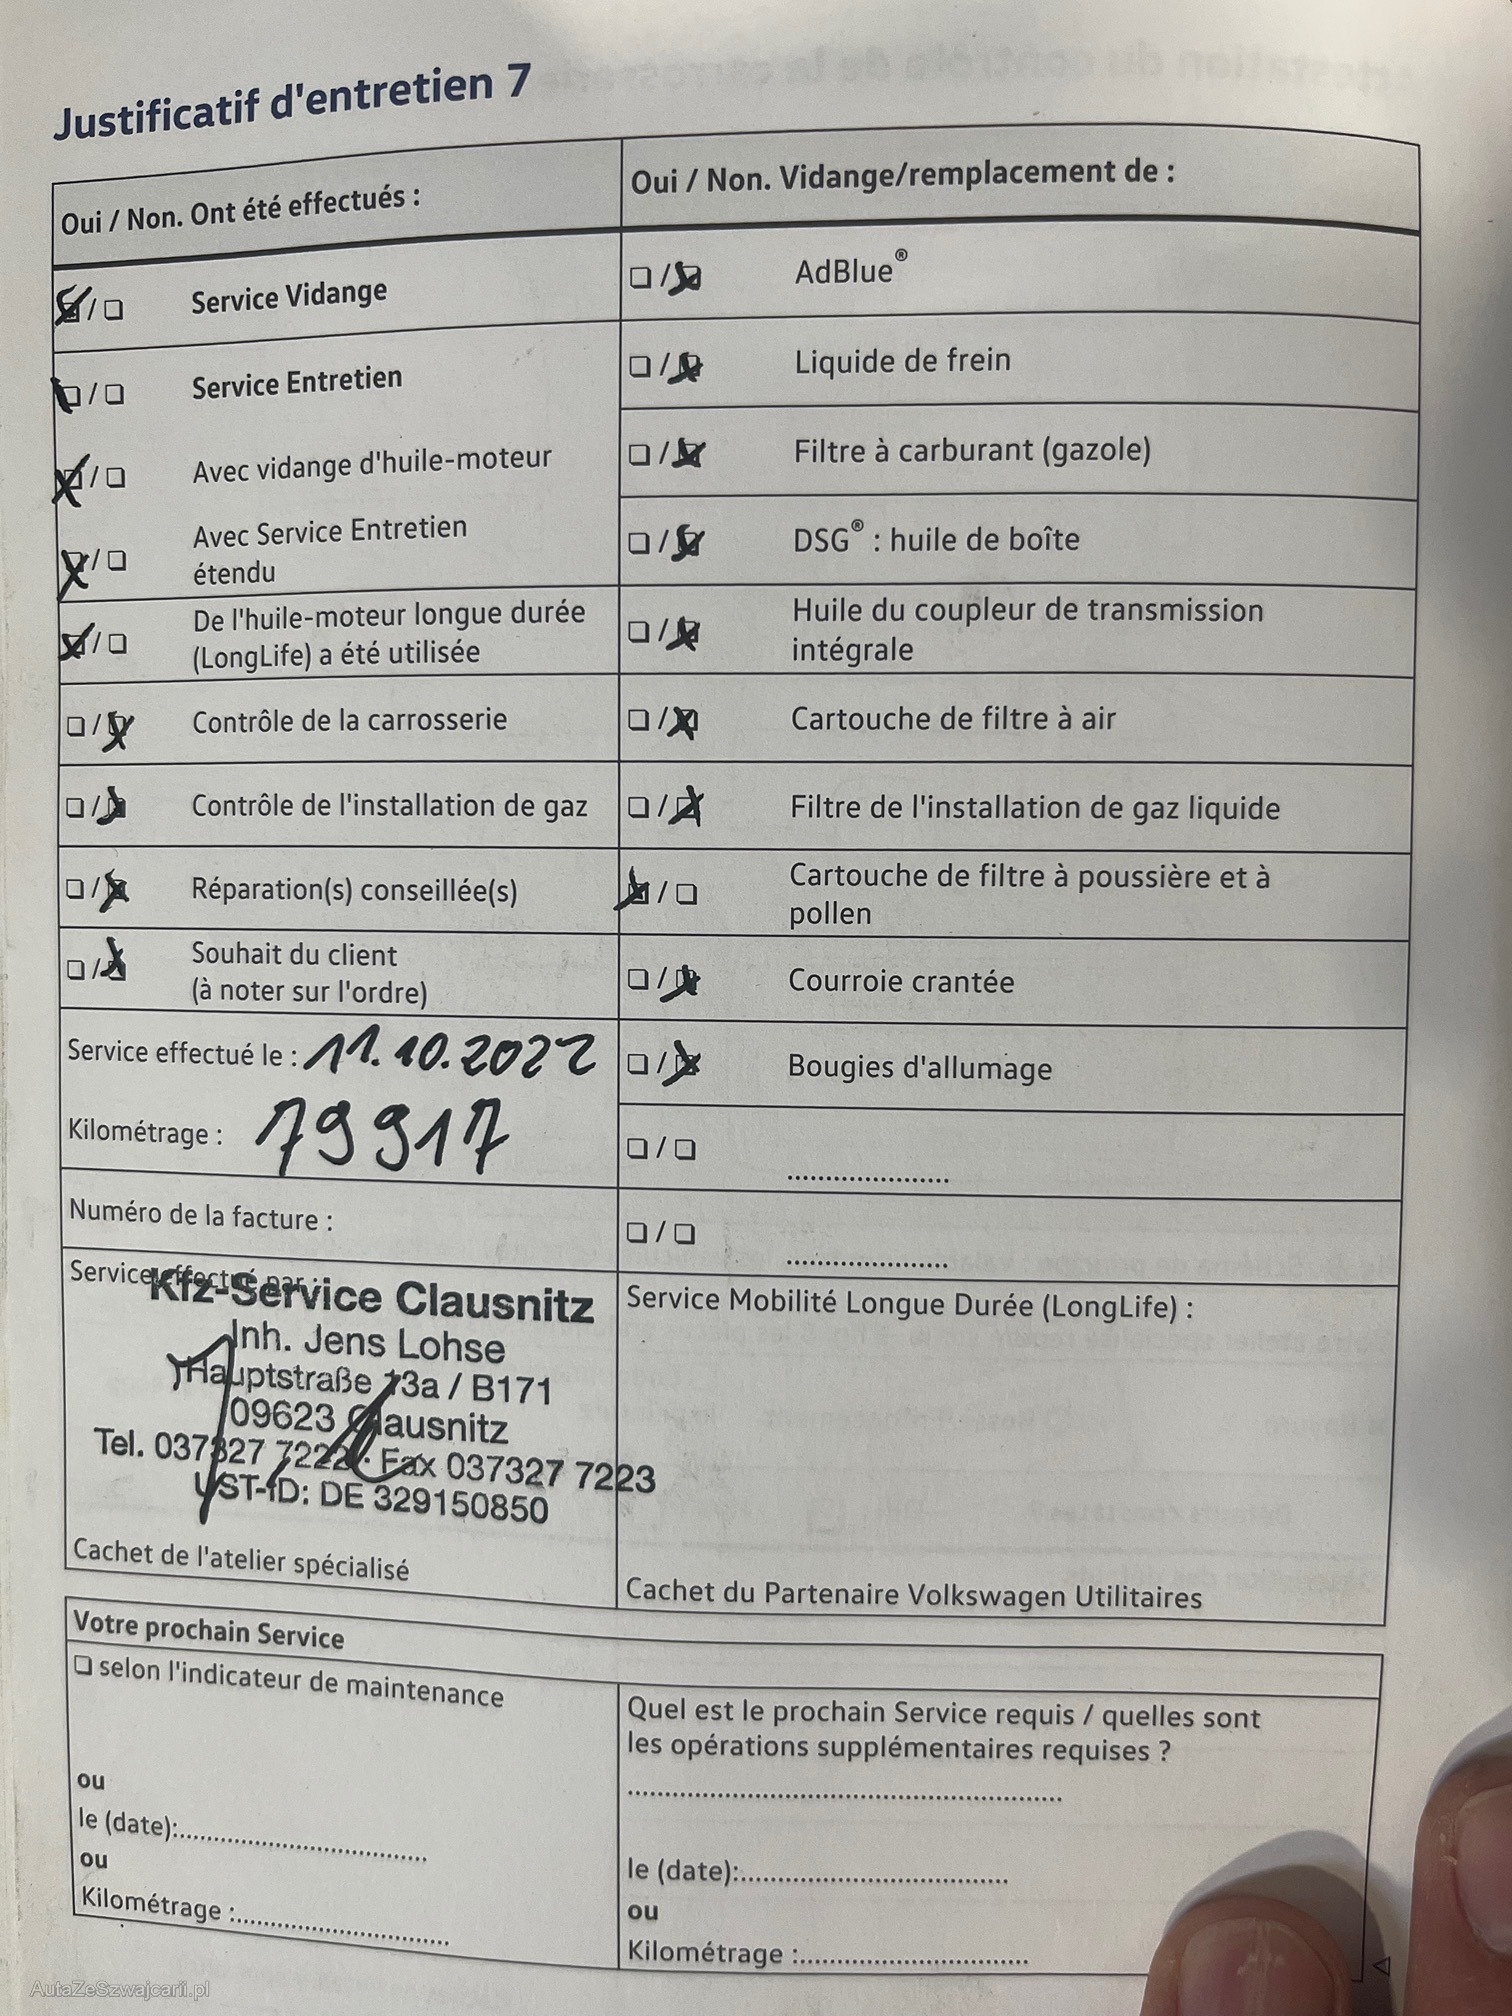 Justificatif d'entretien 7
Oui / Non. Ont été effectués :
Service Vidange
Service Entretien
Avec vidange d'huile-moteur
Avec Service Entretien
étendu
De l'huile-moteur longue durée
(LongLife) a été utilisée
Contrôle de la carrosserie
Contrôle de l'installation de gaz
Réparation(s) conseillée(s)
Souhait du client
(à noter sur l'ordre)
Service effectué le : 11.10.2022
Kilométrage : 79917
Numéro de la facture :
Service effectué par :
Kfz-Service Clausnitz
Inh. Jens Lohse
Hauptstraße 13a / B171
09623 Clausnitz
Tel. 037327 7222 · Fax 037327 7223
UST-ID: DE 329150850
Cachet de l'atelier spécialisé
Oui / Non. Vidange/remplacement de :
AdBlue®
Liquide de frein
Filtre à carburant (gazole)
DSG® : huile de boîte
Huile du coupleur de transmission
intégrale
Cartouche de filtre à air
Filtre de l'installation de gaz liquide
Cartouche de filtre à poussière et à
pollen
Courroie crantée
Bougies d'allumage
Service Mobilité Longue Durée (LongLife) :
Cachet du Partenaire Volkswagen Utilitaires
Votre prochain Service
selon l'indicateur de maintenance
ou
le (date):
ou
Kilométrage :
Quel est le prochain Service requis / quelles sont
les opérations supplémentaires requises ?
le (date):
ou
Kilométrage :
AutaZeSzwajcarii.pl